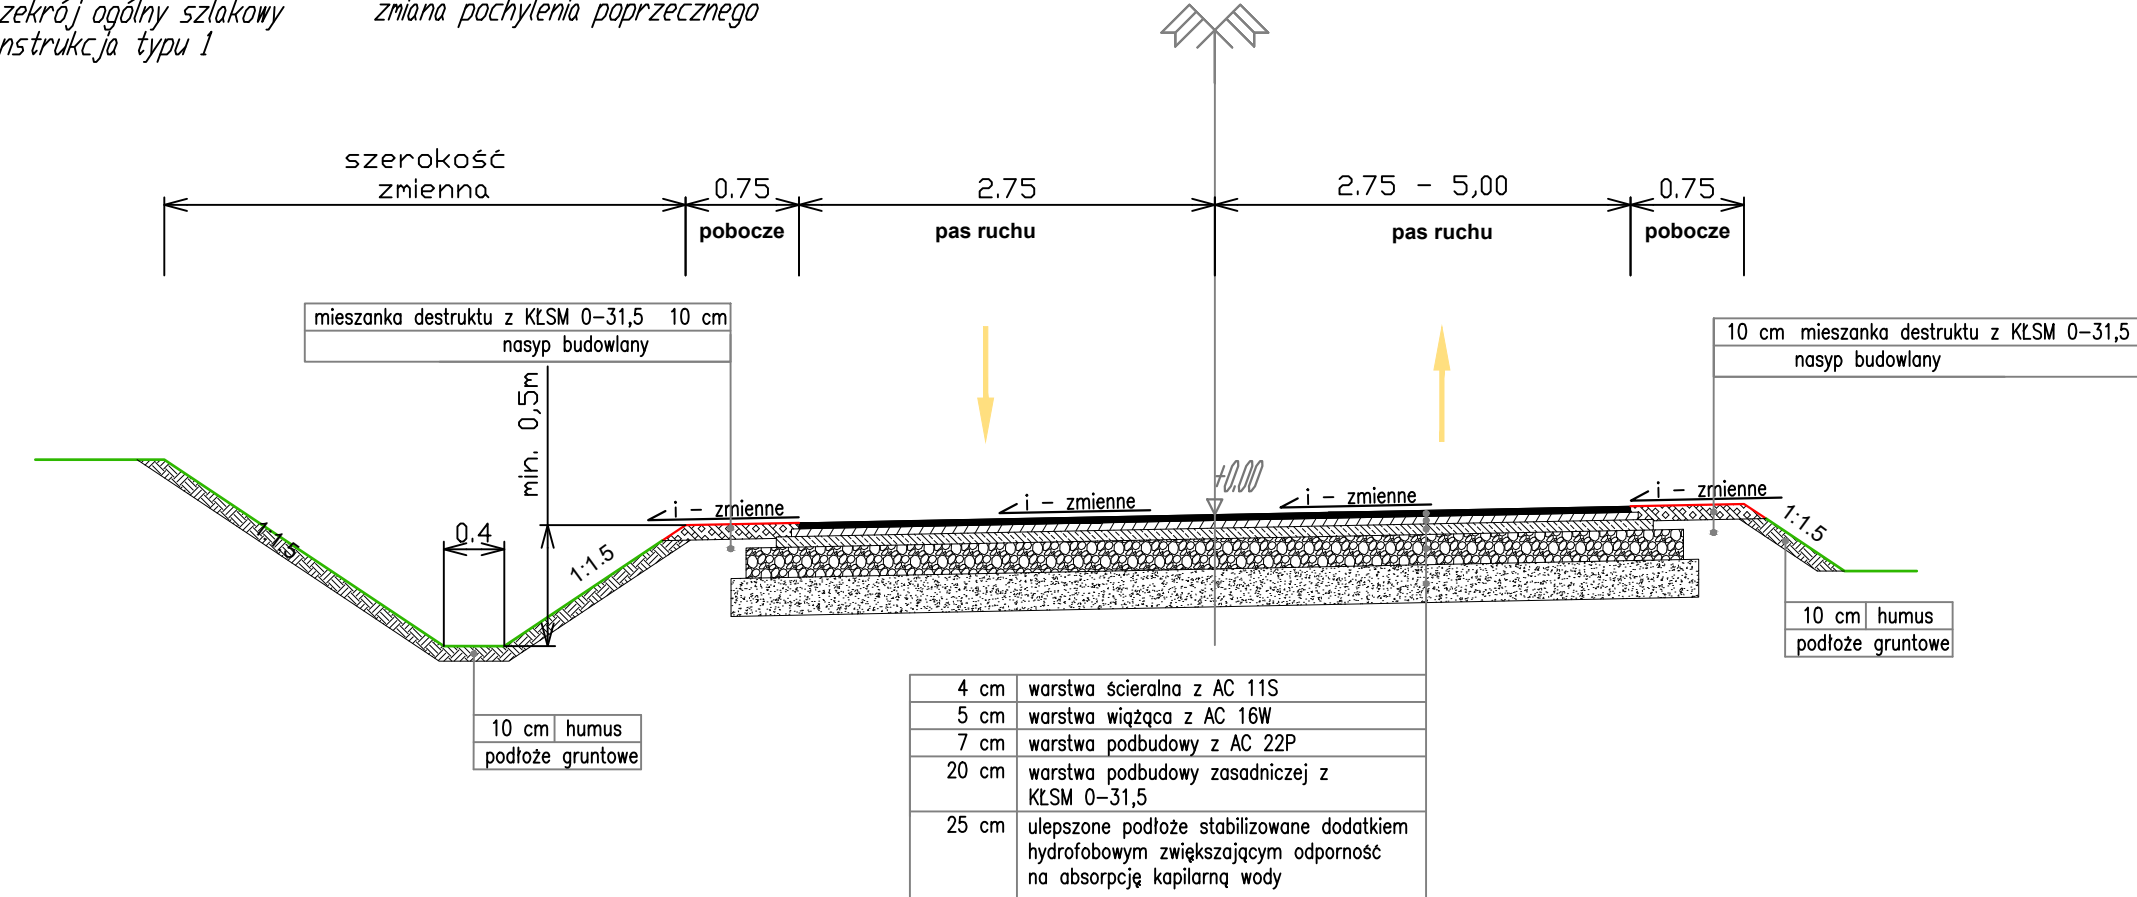 zekrój ogólny szlakowy
nstrukcja typu 1
zmiana pochylenia poprzecznego
szerokość
zmienna
0.75
2.75
2.75 - 5,00
0.75
pobocze
pas ruchu
pas ruchu
pobocze
mieszanka destruktu z KŁSM 0-31,5 10 cm
nasyp budowlany
10 cm mieszanka destruktu z KŁSM 0-31,5
nasyp budowlany
min. 0,5m
+0.00
i - zmienne
i - zmienne
i - zmienne
i - zmienne
1:1.5
0.4
1:1.5
1:1.5
10 cm humus
podłoże gruntowe
10 cm humus
podłoże gruntowe
4 cm warstwa ścieralna z AC 11S
5 cm warstwa wiążąca z AC 16W
7 cm warstwa podbudowy z AC 22P
20 cm warstwa podbudowy zasadniczej z
KŁSM 0-31,5
25 cm ulepszone podłoże stabilizowane dodatkiem
hydrofobowym zwiększającym odporność
na absorpcję kapilarną wody